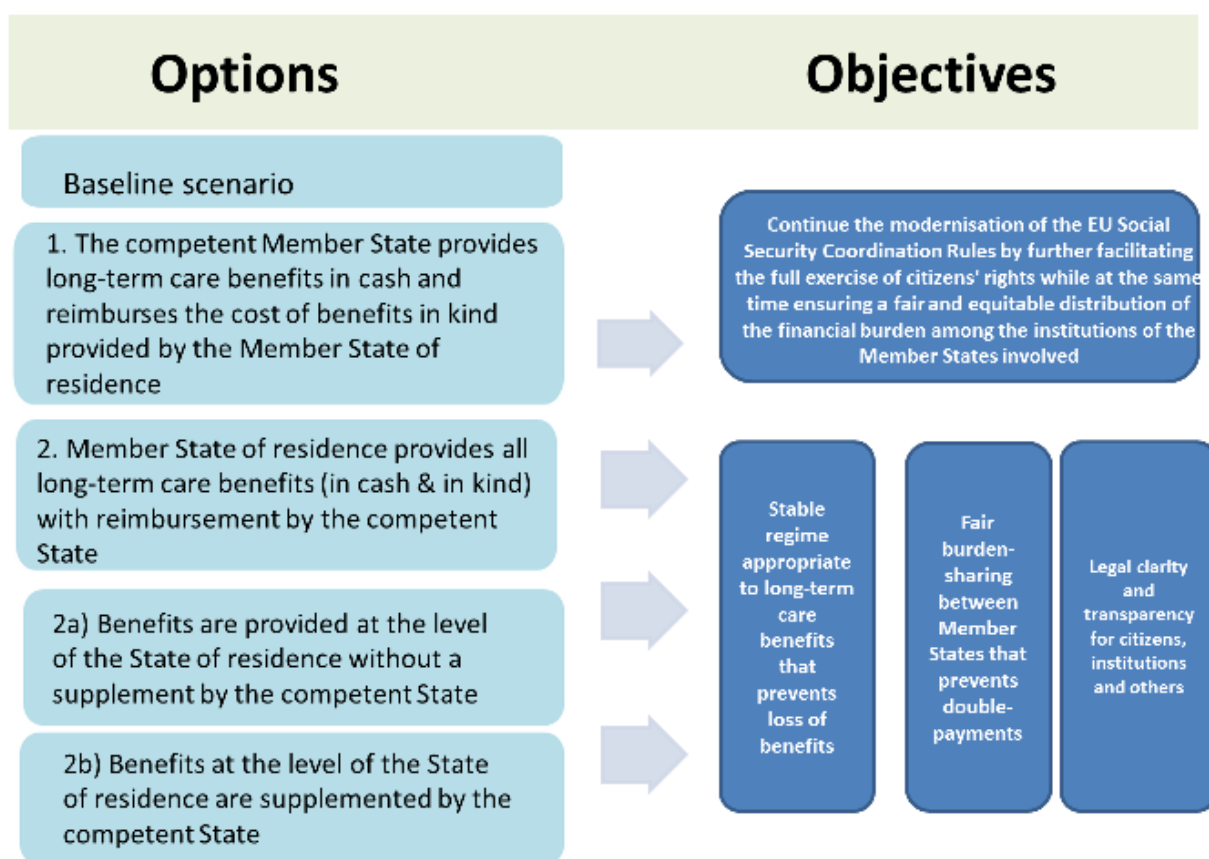 Options
Objectives
Baseline scenario
1. The competent Member State provides
long-term care benefits in cash and
reimburses the cost of benefits in kind
provided by the Member State of
residence
2. Member State of residence provides all
long-term care benefits (in cash & in kind)
with reimbursement by the competent
State
2a) Benefits are provided at the level
of the State of residence without a
supplement by the competent State
2b) Benefits at the level of the State
of residence are supplemented by the
competent State
Continue the modernisation of the EU Social
Security Coordination Rules by further facilitating
the full exercise of citizens' rights while at the same
time ensuring a fair and equitable distribution of
the financial burden among the institutions of the
Member States involved
Stable
regime
appropriate
to long-term
care
benefits
that
prevents
loss of
benefits
Fair
burden-
sharing
between
Member
States that
prevents
double-
payments
Legal clarity
and
transparency
for citizens,
institutions
and others